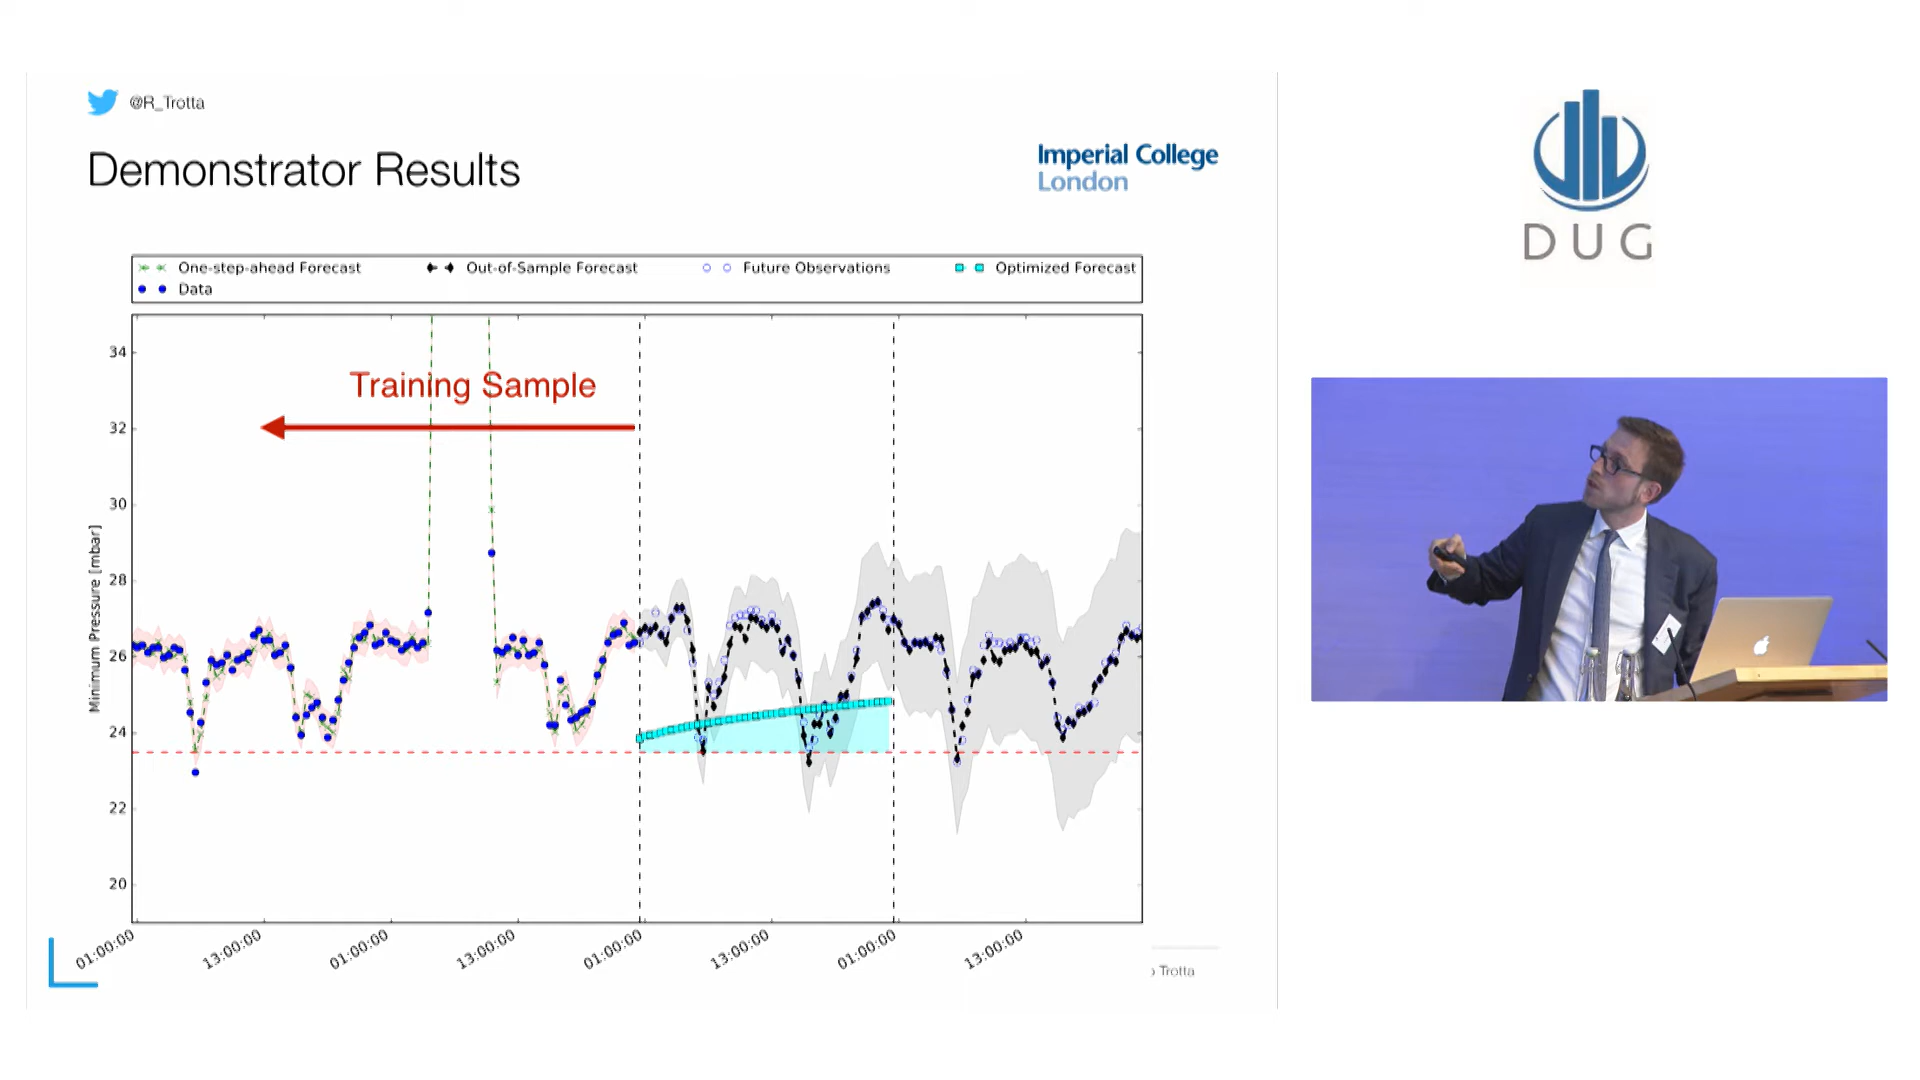 @R_Trotta
Demonstrator Results
Imperial College
London
One-step-ahead Forecast
Out-of-Sample Forecast
Future Observations
Optimized Forecast
Data
Training Sample
Minimum Pressure [mbar]
34
32
30
28
26
24
22
20
01:00:00
13:00:00
01:00:00
13:00:00
01:00:00
13:00:00
01:00:00
13:00:00
Trotta
DUG